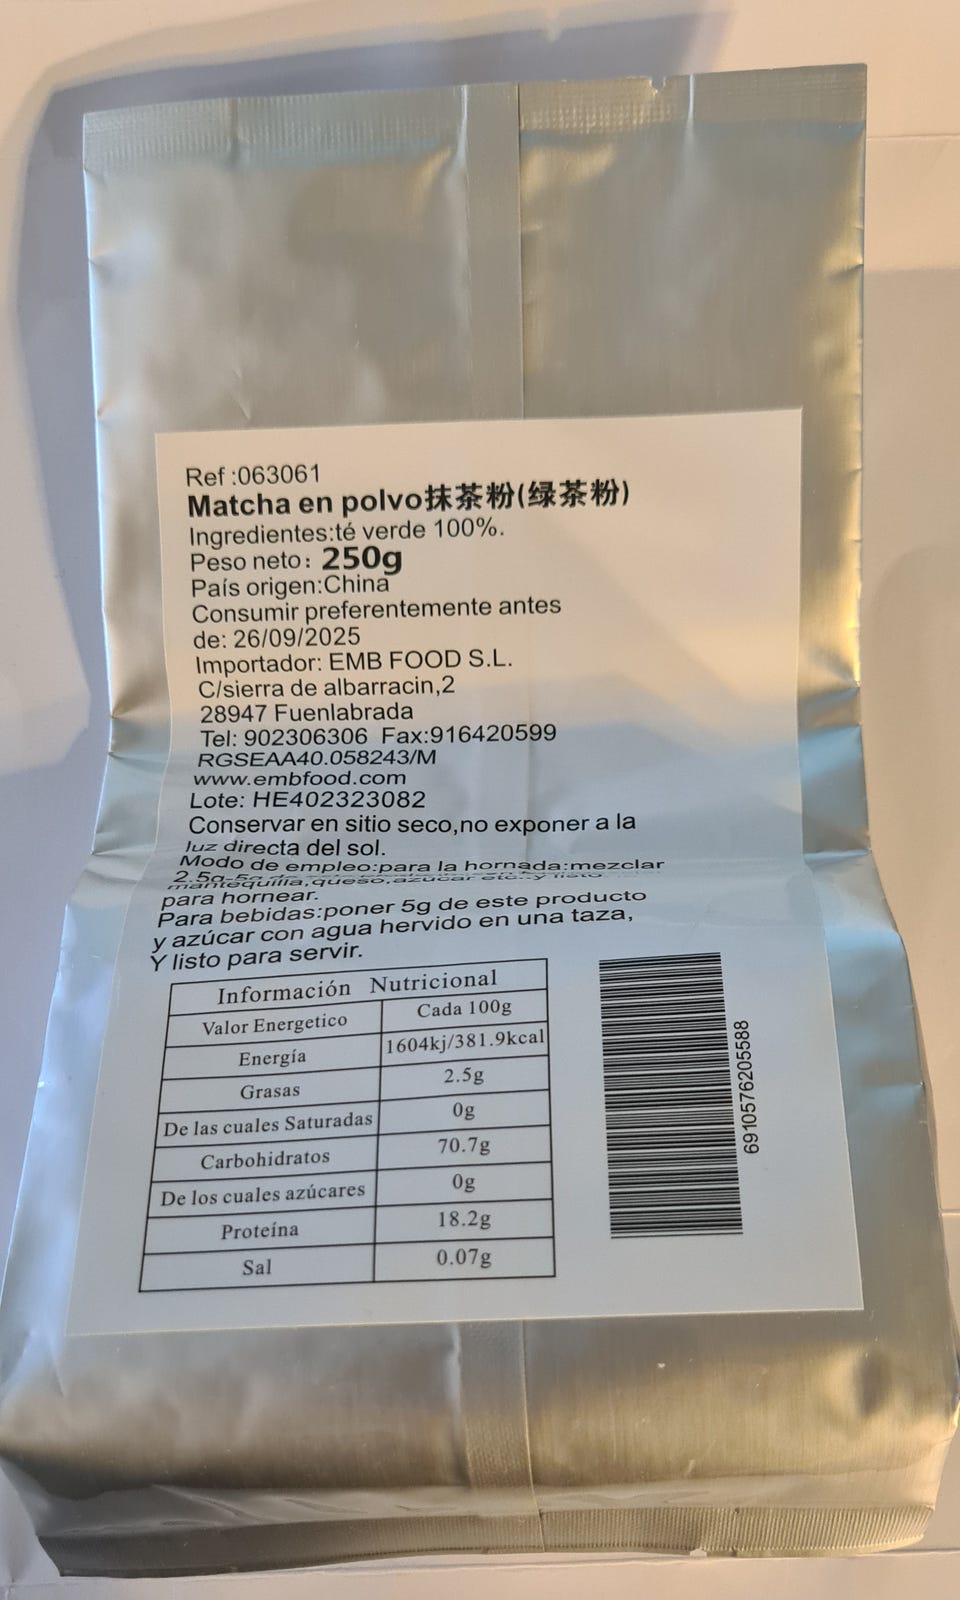 Ref :063061
Matcha en polvo抹茶粉(绿茶粉)
Ingredientes:té verde 100%.
Peso neto: 250g
País origen:China
Consumir preferentemente antes
de: 26/09/2025
Importador: EMB FOOD S.L.
C/sierra de albarracin,2
28947 Fuenlabrada
Tel: 902306306 Fax:916420599
RGSEAA40.058243/M
www.embfood.com
Lote: HE402323082
Conservar en sitio seco,no exponer a la
luz directa del sol.
Modo de empleo:para la hornada:mezclar
2.5g-5g de
mantequilla,queso,azúcar etc..y listo
para hornear.
Para bebidas:poner 5g de este producto
y azúcar con agua hervido en una taza,
Y listo para servir.
Información Nutricional
Valor Energetico Cada 100g
Energía 1604kj/381.9kcal
Grasas 2.5g
De las cuales Saturadas 0g
Carbohidratos 70.7g
De los cuales azúcares 0g
Proteína 18.2g
Sal 0.07g
6910576205588